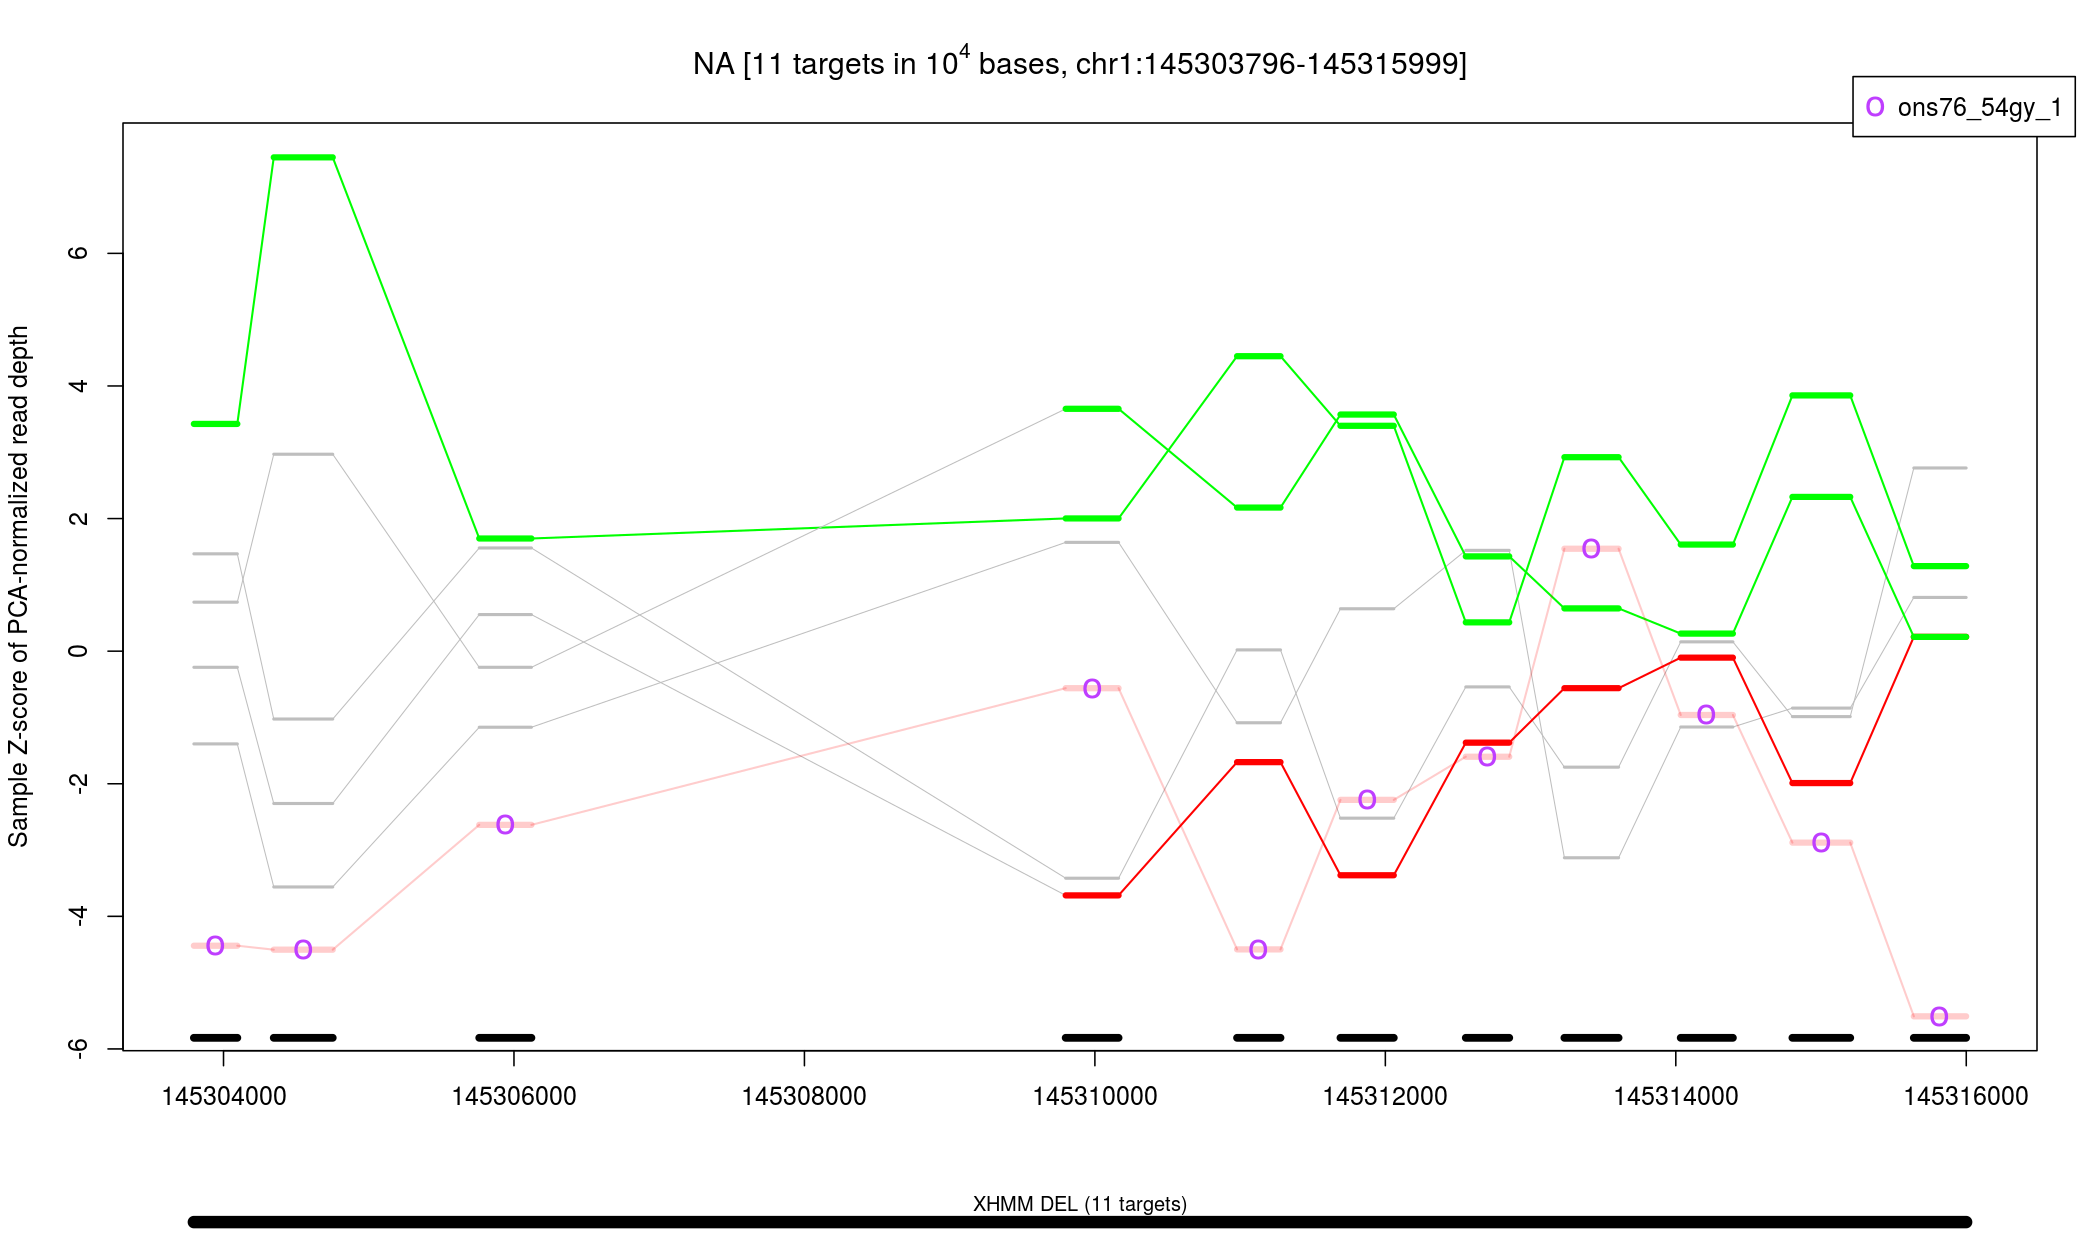 NA [11 targets in 10^4 bases, chr1:145303796-145315999]
O ons76_54gy_1
Sample Z-score of PCA-normalized read depth
6
4
2
0
-2
-4
-6
145304000 145306000 145308000 145310000 145312000 145314000 145316000
XHMM DEL (11 targets)